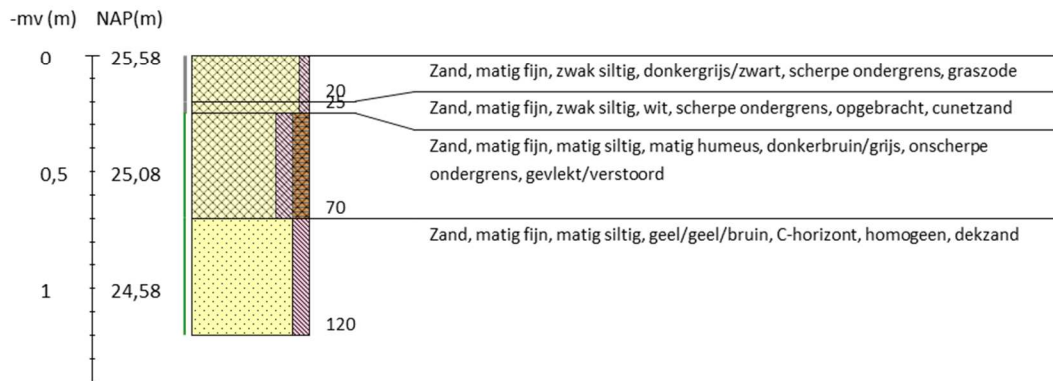 -mv (m) NAP(m)
0 25,58
Zand, matig fijn, zwak siltig, donkergrijs/zwart, scherpe ondergrens, graszode
20
25
Zand, matig fijn, zwak siltig, wit, scherpe ondergrens, opgebracht, cunetzand
Zand, matig fijn, matig siltig, matig humeus, donkerbruin/grijs, onscherpe
0,5 25,08
ondergrens, gevlekt/verstoord
70
Zand, matig fijn, matig siltig, geel/geel/bruin, C-horizont, homogeen, dekzand
1 24,58
120